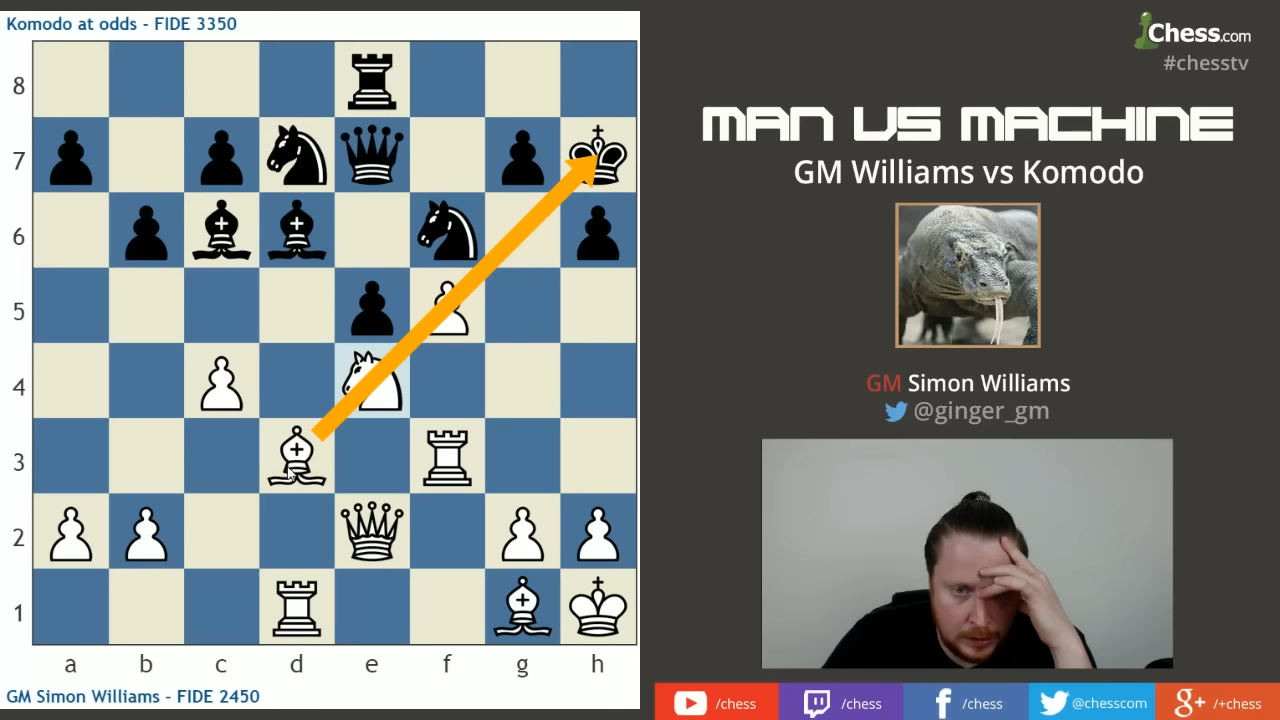 Komodo at odds - FIDE 3350
8
7
6
5
4
3
2
1
a b c d e f g h
GM Simon Williams - FIDE 2450
Chess.com
#chesstv
MAN VS MACHINE
GM Williams vs Komodo
GM Simon Williams
@ginger_gm
/chess
/chess
/chess
@chesscom
g+ /+chess